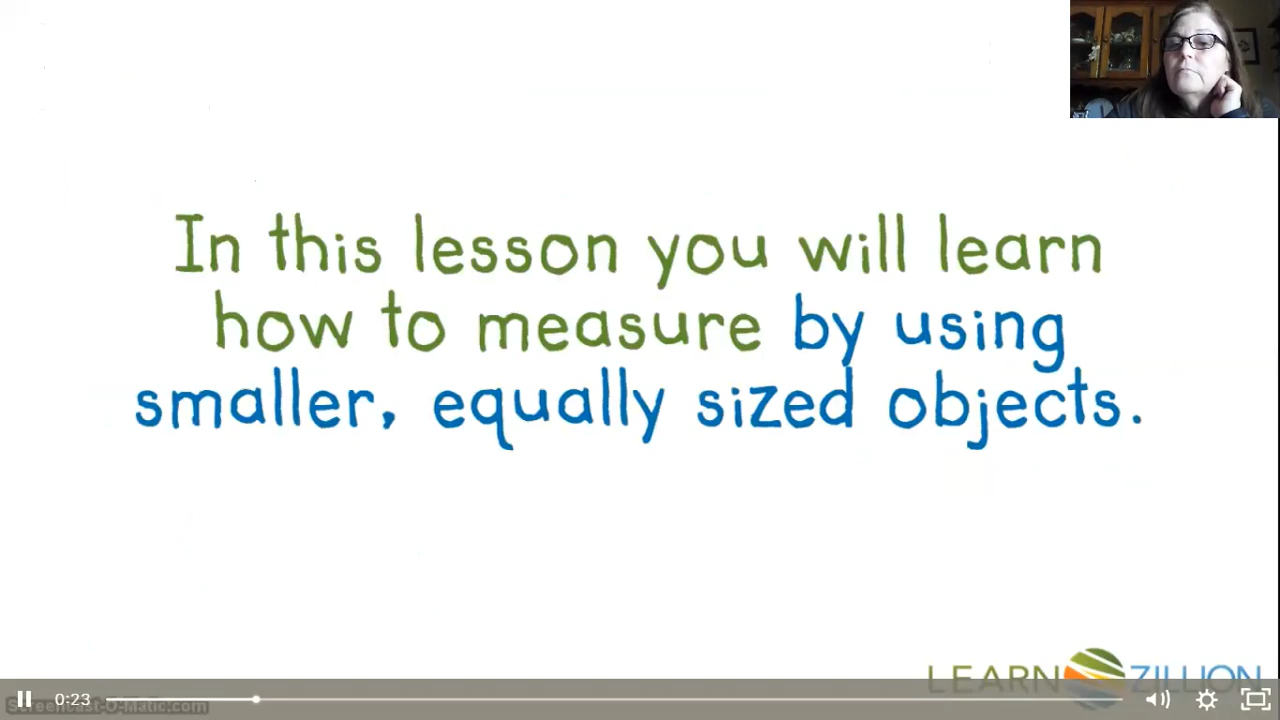 In this lesson you will learn
how to measure by using
smaller, equally sized objects.
LEARN ZILLION
0:23
Screencast-O-Matic.com